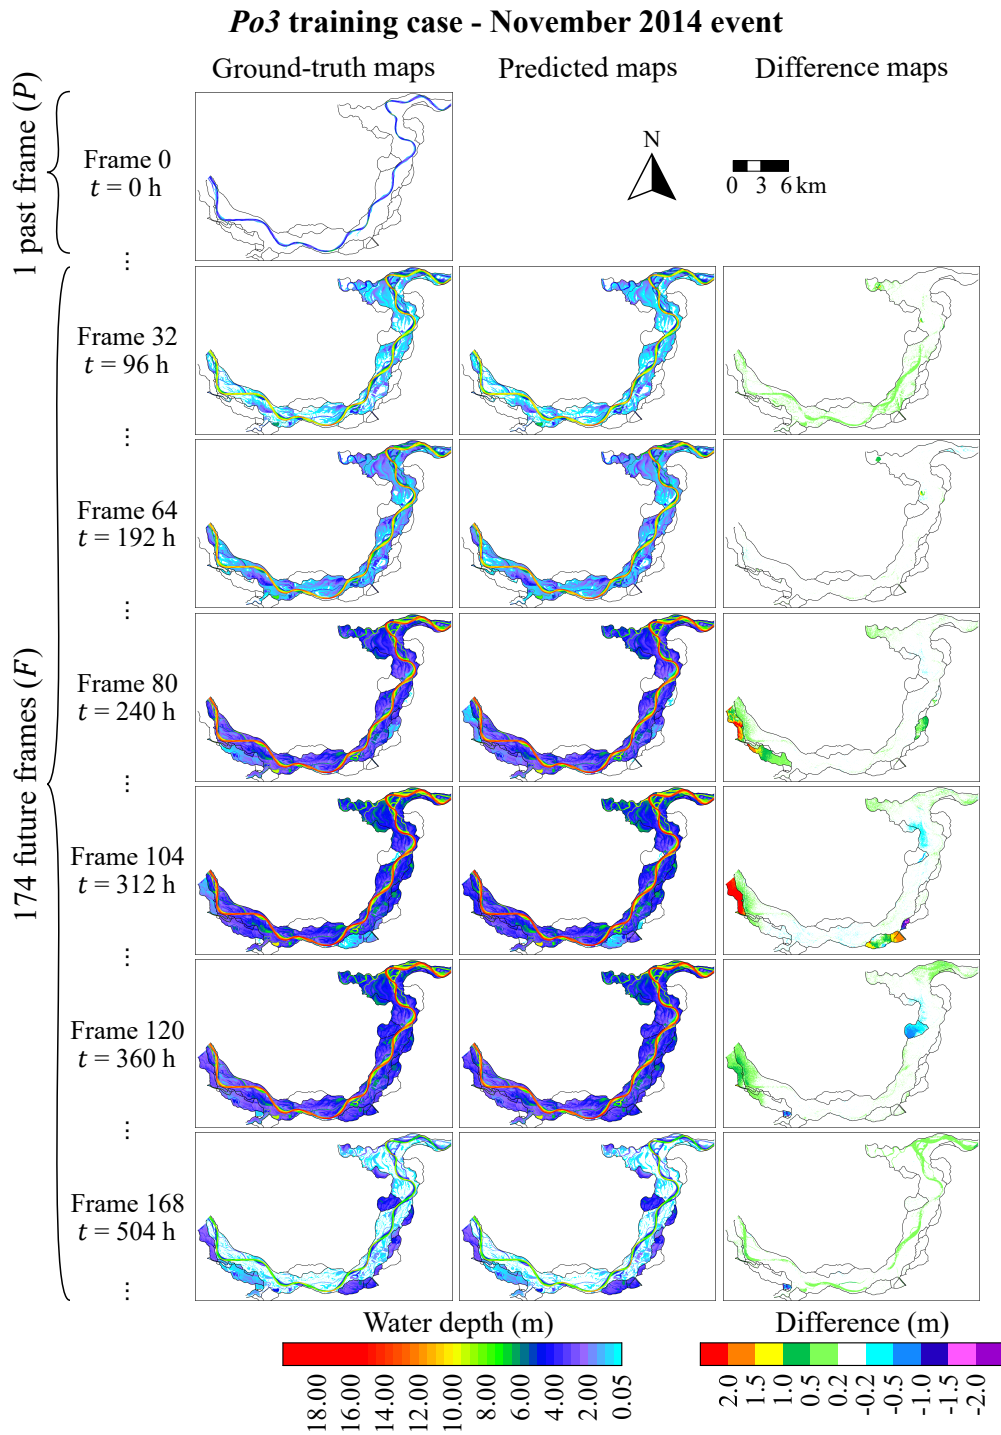 Po3 training case - November 2014 event
Ground-truth maps
Predicted maps
Difference maps
1 past frame (P)
Frame 0
t = 0 h
N
0 3 6 km
⋮
174 future frames (F)
Frame 32
t = 96 h
⋮
Frame 64
t = 192 h
⋮
Frame 80
t = 240 h
⋮
Frame 104
t = 312 h
⋮
Frame 120
t = 360 h
⋮
Frame 168
t = 504 h
⋮
Water depth (m)
18.00 16.00 14.00 12.00 10.00 8.00 6.00 4.00 2.00 0.05
Difference (m)
2.0 1.5 1.0 0.5 0.2 -0.2 -0.5 -1.0 -1.5 -2.0